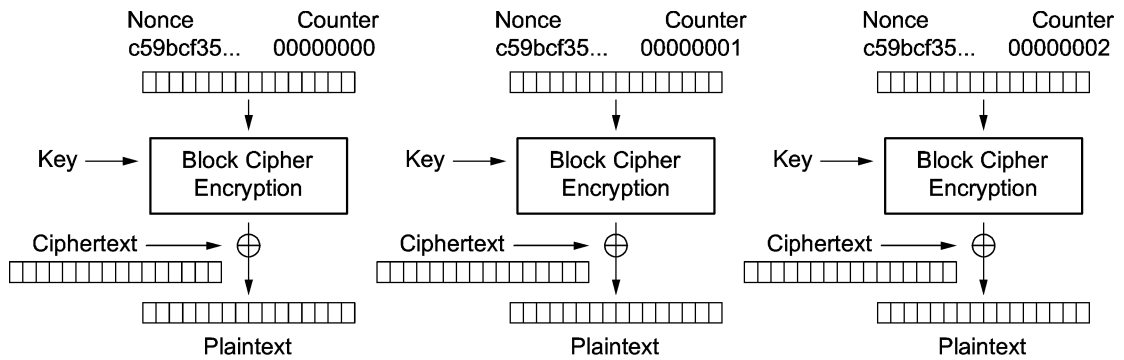 Nonce Counter Nonce Counter Nonce Counter
c59bcf35... 00000000 c59bcf35... 00000001 c59bcf35... 00000002
Key Block Cipher Encryption Key Block Cipher Encryption Key Block Cipher Encryption
Ciphertext Ciphertext Ciphertext
Plaintext Plaintext Plaintext